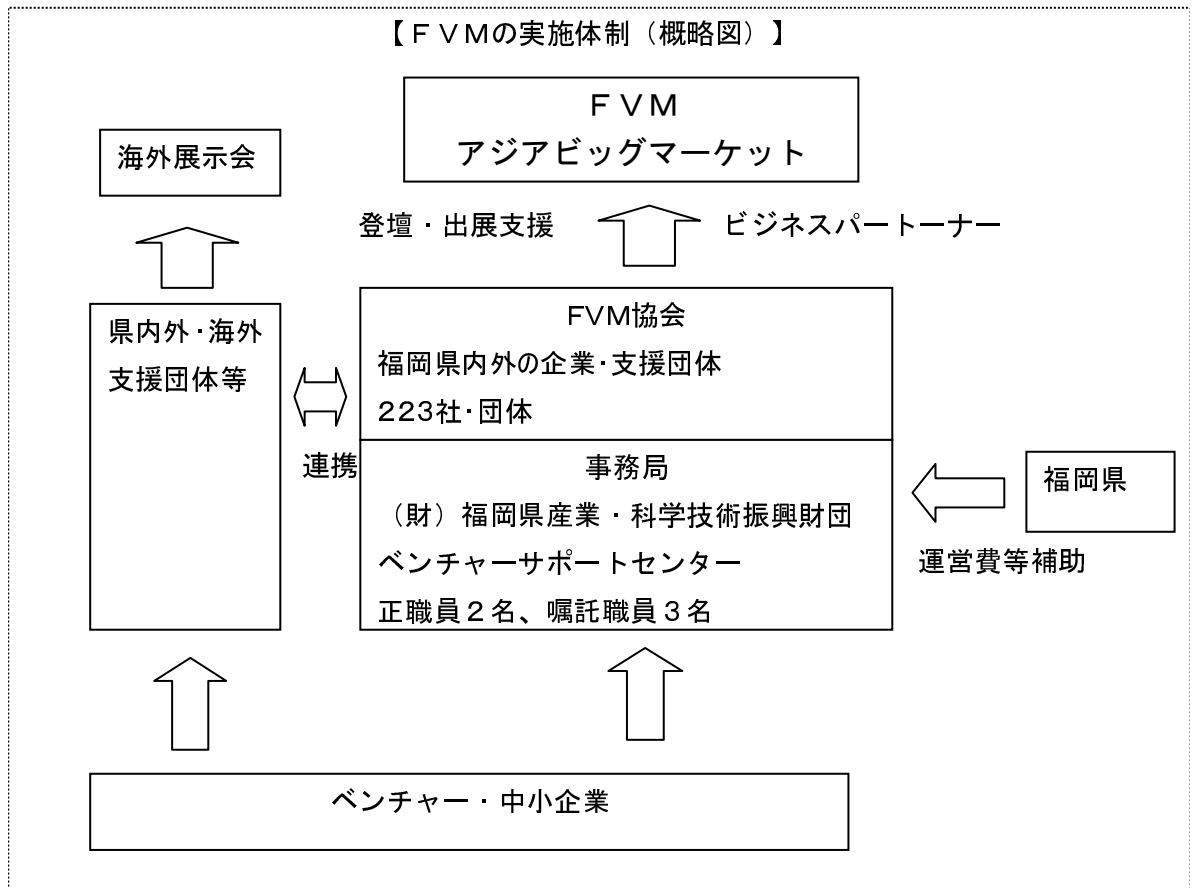 【ＦＶＭの実施体制（概略図）】
ＦＶＭ
アジアビッグマーケット
海外展示会
登壇・出展支援
ビジネスパートーナー
県内外・海外
支援団体等
FVM協会
福岡県内外の企業・支援団体
223社・団体
連携
事務局
（財）福岡県産業・科学技術振興財団
ベンチャーサポートセンター
正職員２名、嘱託職員３名
福岡県
運営費等補助
ベンチャー・中小企業